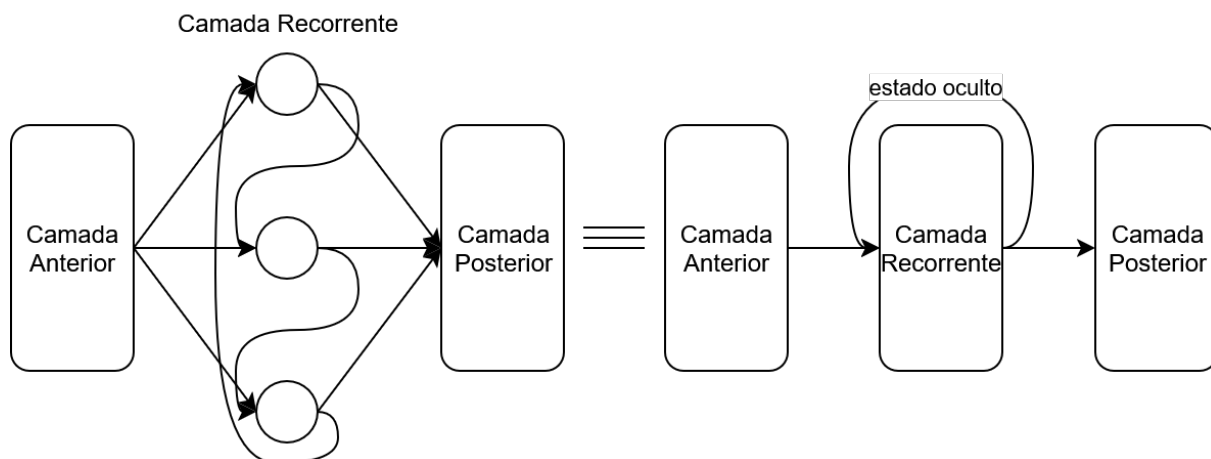 Camada Recorrente
Camada
Anterior
Camada
Posterior
Camada
Anterior
estado oculto
Camada
Recorrente
Camada
Posterior